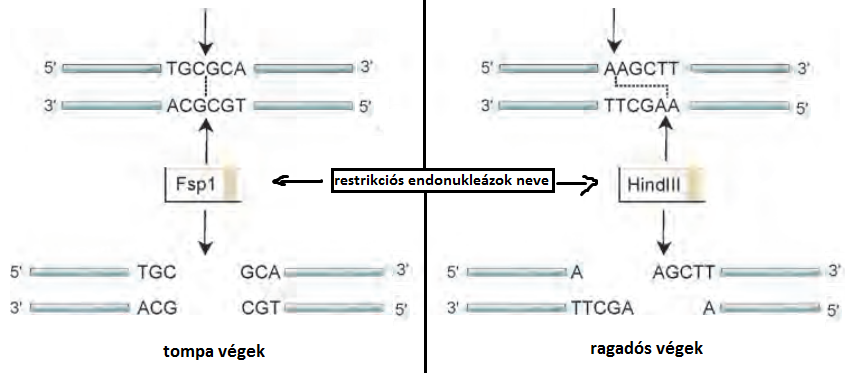 5' TGCGCA 3'
3' ACGCGT 5'
Fsp1
5' TGC GCA 3'
3' ACG CGT 5'
tompa végek
restrikciós endonukleázok neve
5' AAGCTT 3'
3' TTCGAA 5'
HindIII
5' A AGCTT 3'
3' TTCGA A 5'
ragadós végek